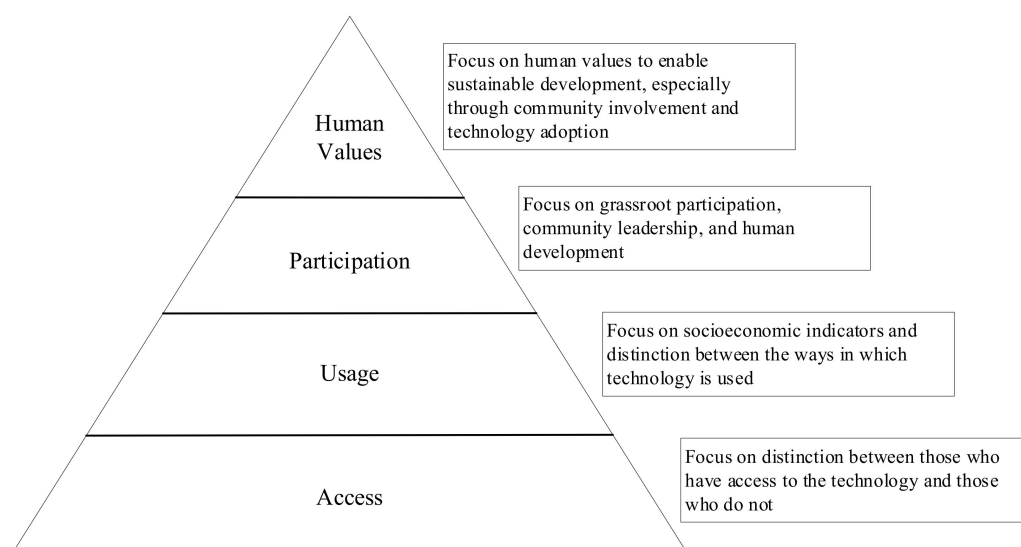 Human
Values
Focus on human values to enable
sustainable development, especially
through community involvement and
technology adoption
Participation
Focus on grassroot participation,
community leadership, and human
development
Usage
Focus on socioeconomic indicators and
distinction between the ways in which
technology is used
Access
Focus on distinction between those who
have access to the technology and those
who do not